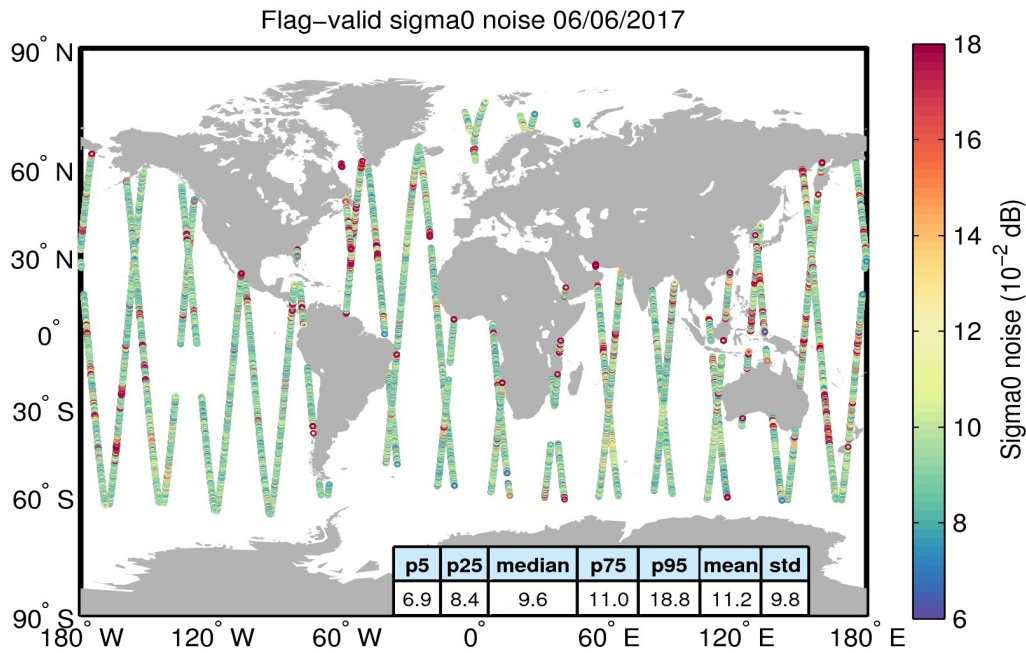 Flag−valid sigma0 noise 06/06/2017
90° N
60° N
30° N
0°
30° S
60° S
90° S
180° W 120° W 60° W 0° 60° E 120° E 180° E
p5 p25 median p75 p95 mean std
6.9 8.4 9.6 11.0 18.8 11.2 9.8
18
16
14
12
10
8
6
Sigma0 noise (10⁻² dB)